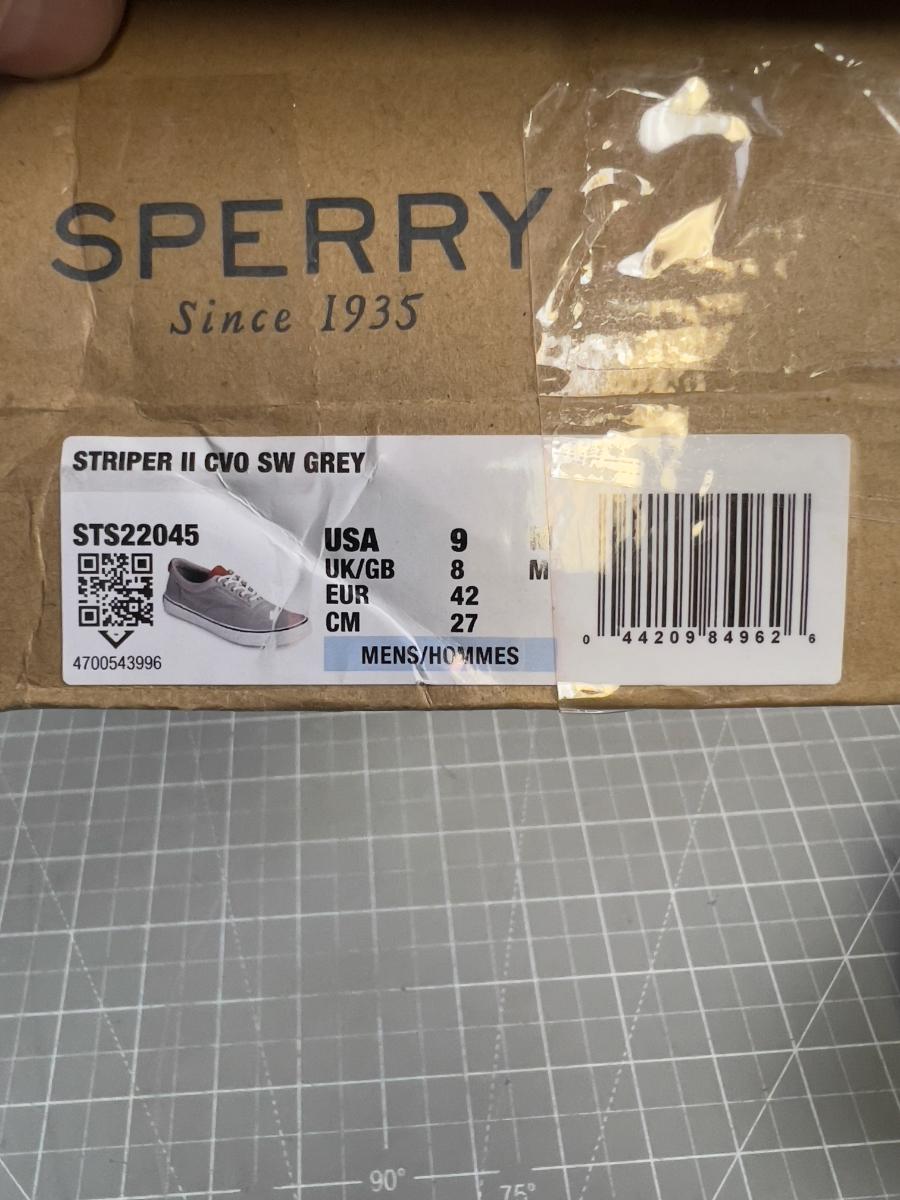 SPERRY
Since 1935
STRIPER II CVO SW GREY
STS22045
USA 9
UK/GB 8 M
EUR 42
CM 27
MENS/HOMMES
4700543996
0 44209 84962 6
90°
75°